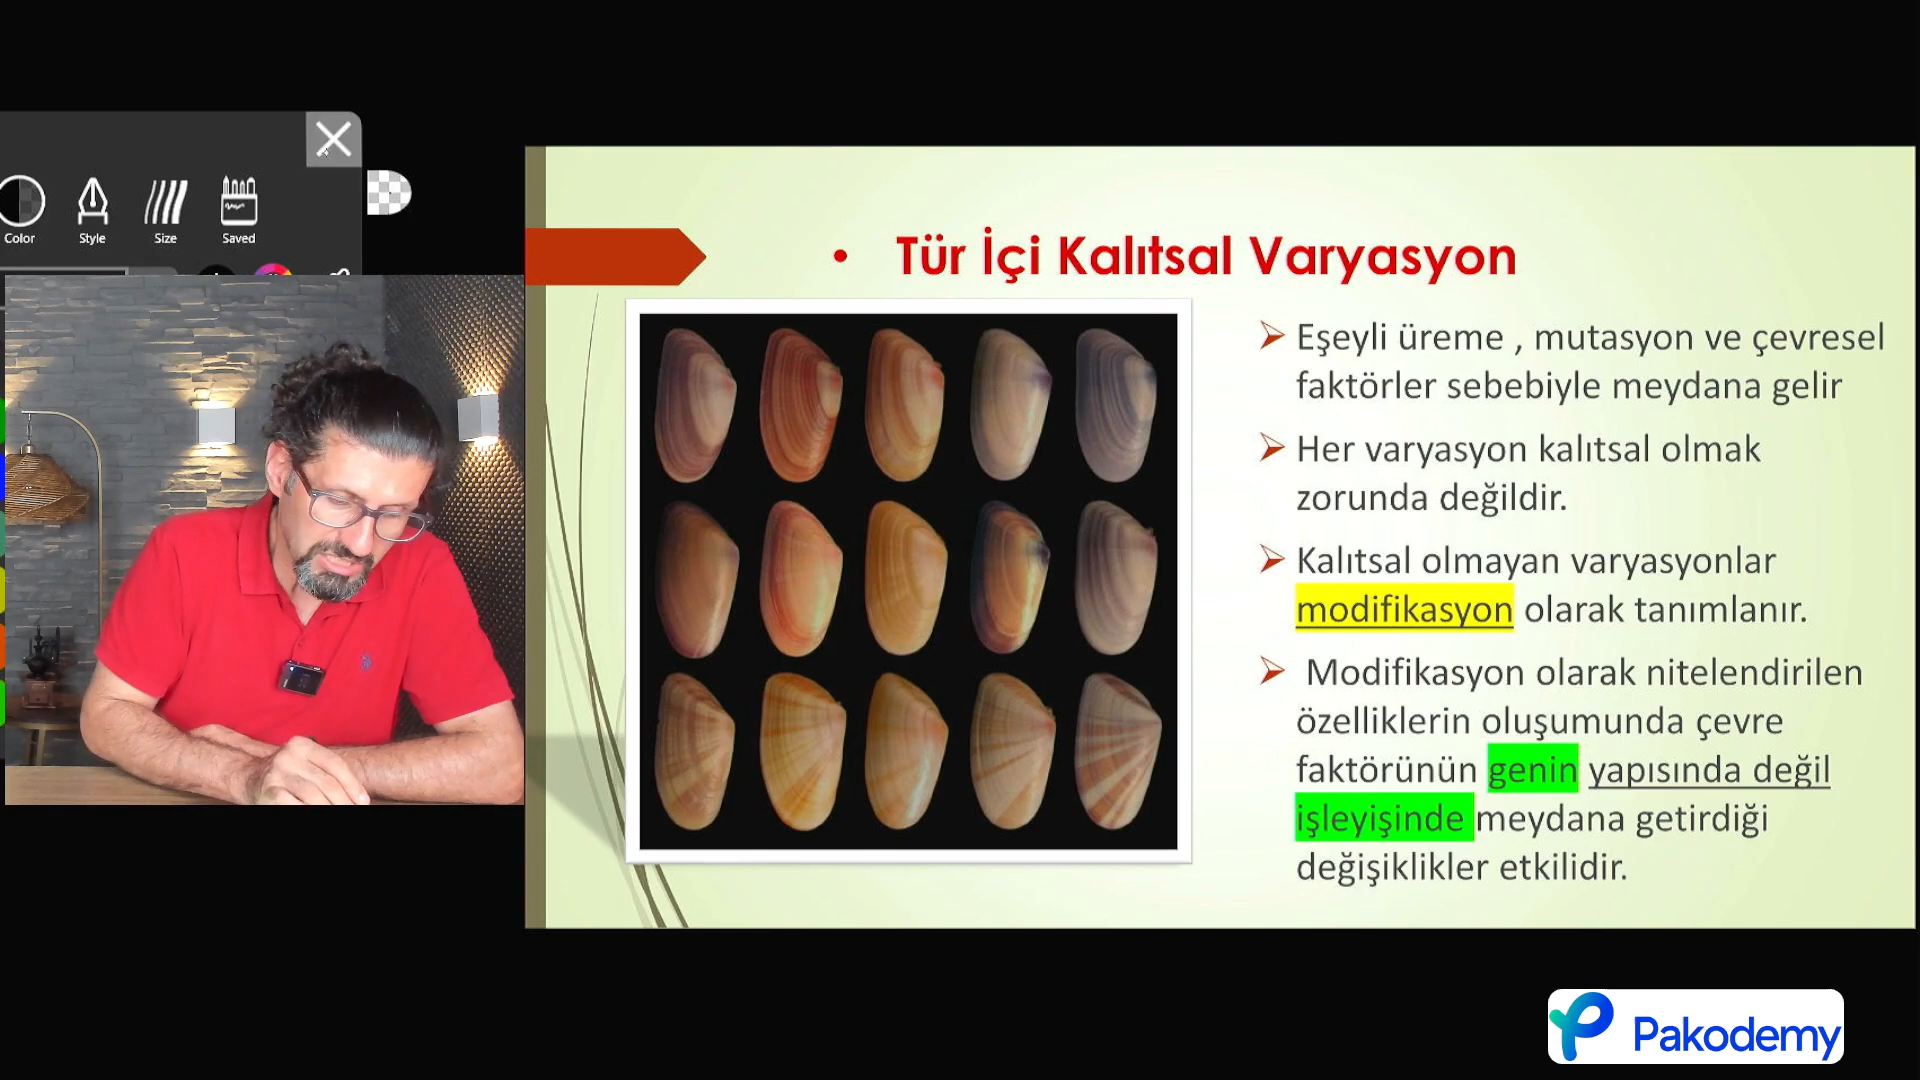 Color
Style
Size
Saved
• Tür İçi Kalıtsal Varyasyon
Eşeyli üreme , mutasyon ve çevresel
faktörler sebebiyle meydana gelir
Her varyasyon kalıtsal olmak
zorunda değildir.
Kalıtsal olmayan varyasyonlar
modifikasyon olarak tanımlanır.
Modifikasyon olarak nitelendirilen
özelliklerin oluşumunda çevre
faktörünün genin yapısında değil
işleyişinde meydana getirdiği
değişiklikler etkilidir.
Pakodemy